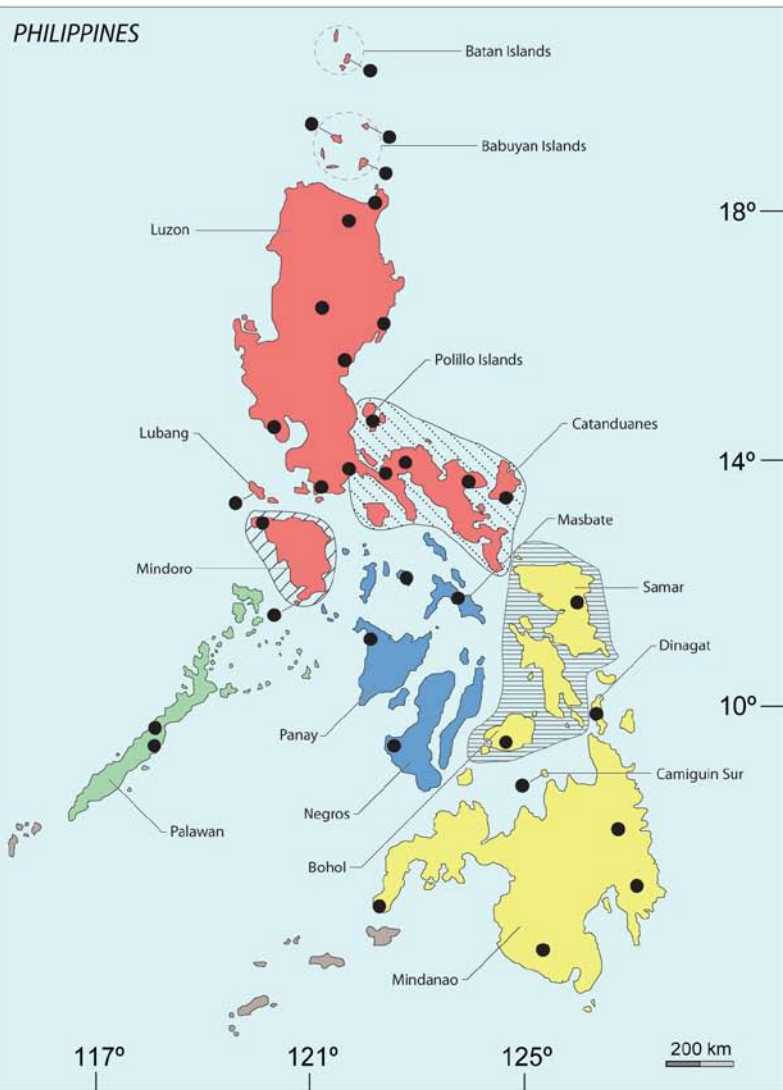 PHILIPPINES
Batan Islands
Babuyan Islands
18º
Luzon
Polillo Islands
Catanduanes
Lubang
14º
Masbate
Mindoro
Samar
Dinagat
10º
Panay
Camiguin Sur
Negros
Palawan
Bohol
Mindanao
117º
121º
125º
200 km